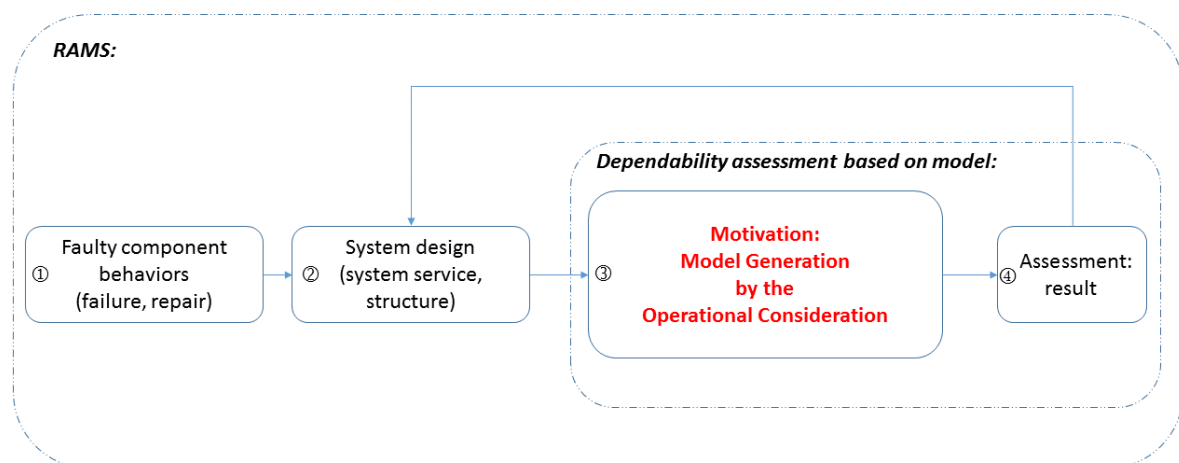 RAMS:
Dependability assessment based on model:
①
Faulty component
behaviors
(failure, repair)
②
System design
(system service,
structure)
③
Motivation:
Model Generation
by the
Operational Consideration
④
Assessment:
result